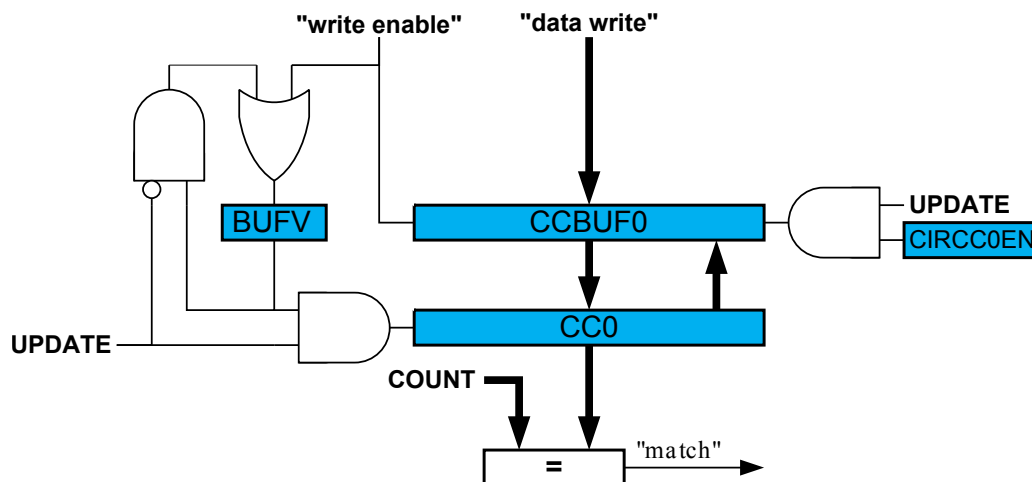 "write enable"
"data write"
BUFV
CCBUF0
UPDATE
CIRCC0EN
UPDATE
CC0
COUNT
"match"
=